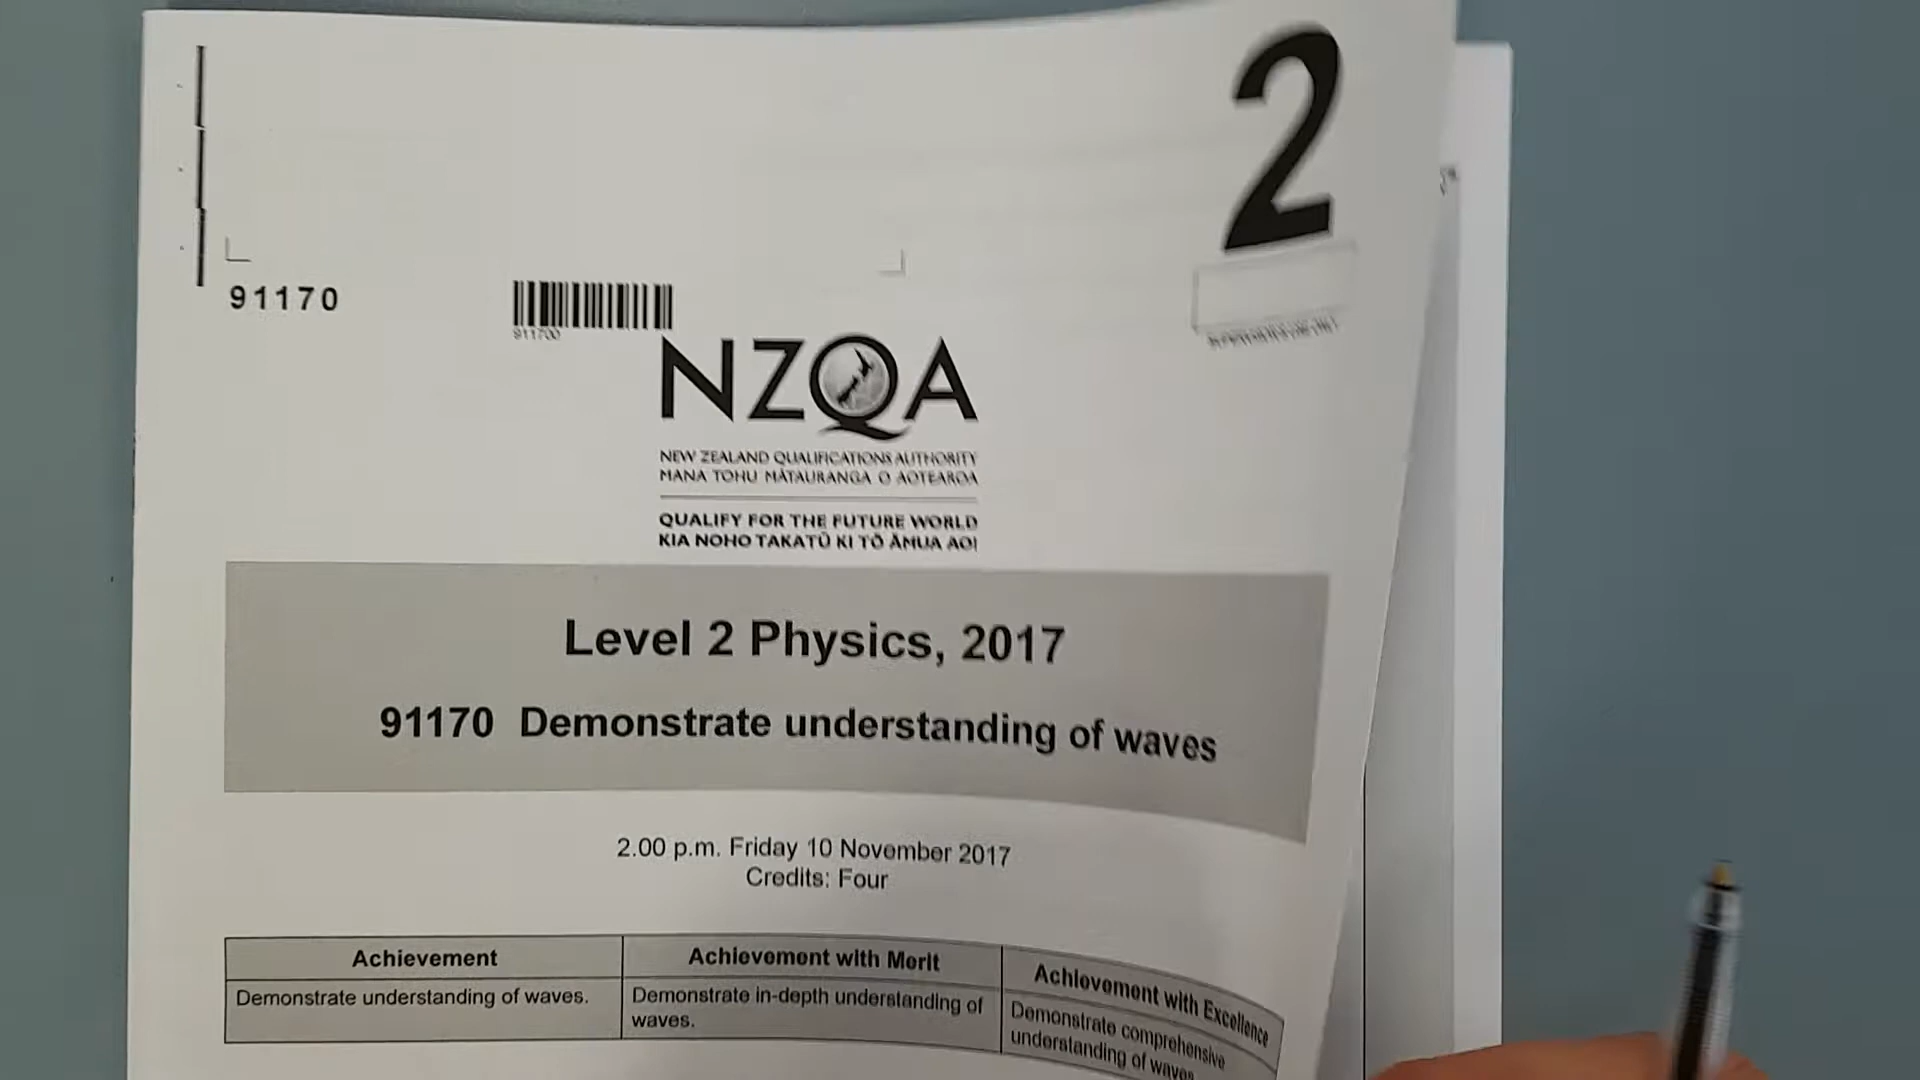 2
91170
911700
NZQA
NEW ZEALAND QUALIFICATIONS AUTHORITY
MANA TOHU MĀTAURANGA O AOTEAROA
QUALIFY FOR THE FUTURE WORLD
KIA NOHO TAKATŪ KI TŌ ĀMUA AO!
Level 2 Physics, 2017
91170 Demonstrate understanding of waves
2.00 p.m. Friday 10 November 2017
Credits: Four
Achievement
Achievement with Merit
Achievement with Excellence
Demonstrate understanding of waves.
Demonstrate in-depth understanding of
waves.
Demonstrate comprehensive
understanding of waves.